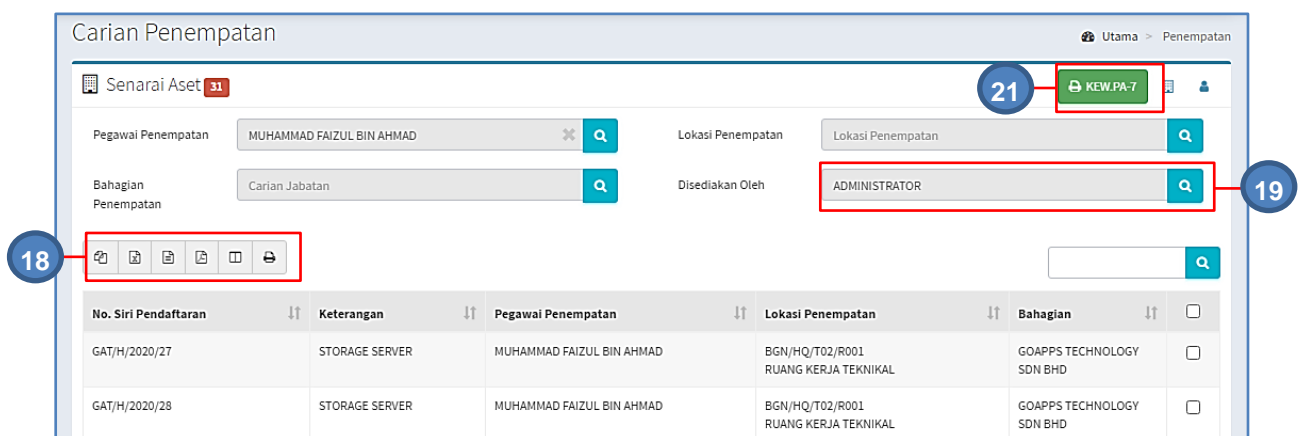 Carian Penempatan
Utama > Penempatan
Senarai Aset 31
21
KEW.PA-7
Pegawai Penempatan
MUHAMMAD FAIZUL BIN AHMAD
Lokasi Penempatan
Lokasi Penempatan
Bahagian
Penempatan
Carian Jabatan
Disediakan Oleh
ADMINISTRATOR
19
18
No. Siri Pendaftaran
Keterangan
Pegawai Penempatan
Lokasi Penempatan
Bahagian
GAT/H/2020/27
STORAGE SERVER
MUHAMMAD FAIZUL BIN AHMAD
BGN/HQ/T02/R001
RUANG KERJA TEKNIKAL
GOAPPS TECHNOLOGY
SDN BHD
GAT/H/2020/28
STORAGE SERVER
MUHAMMAD FAIZUL BIN AHMAD
BGN/HQ/T02/R001
RUANG KERJA TEKNIKAL
GOAPPS TECHNOLOGY
SDN BHD